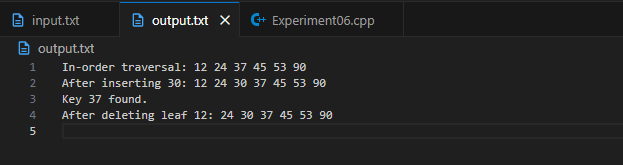 input.txt output.txt Experiment06.cpp
output.txt
1 In-order traversal: 12 24 37 45 53 90
2 After inserting 30: 12 24 30 37 45 53 90
3 Key 37 found.
4 After deleting leaf 12: 24 30 37 45 53 90
5